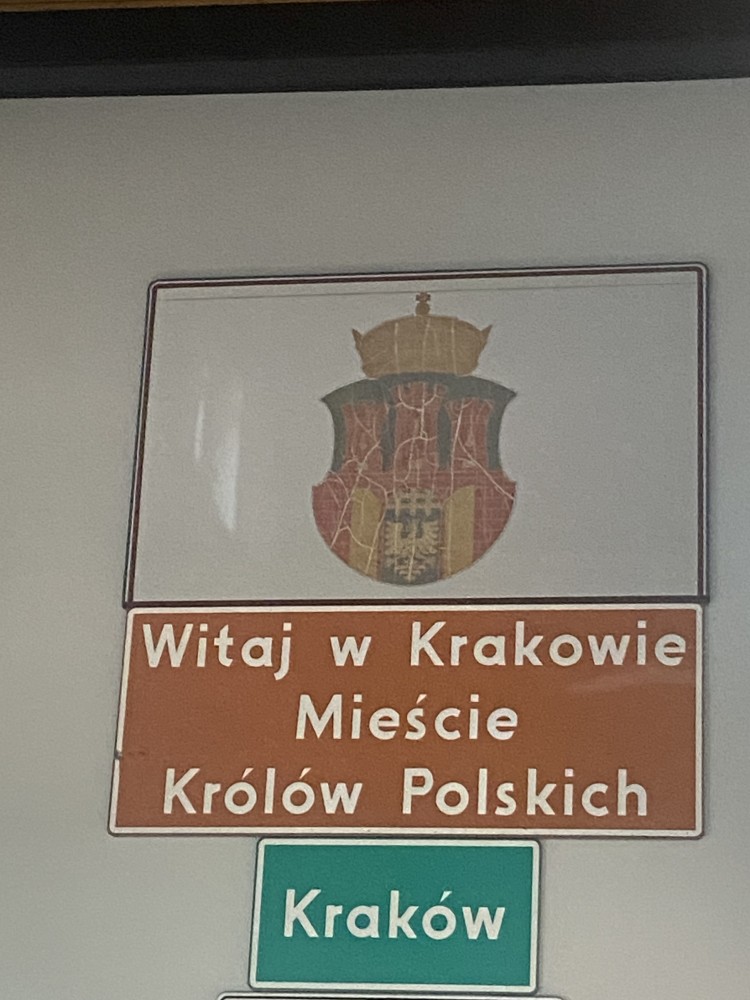 Witaj w Krakowie
Mieście
Królów Polskich
Kraków